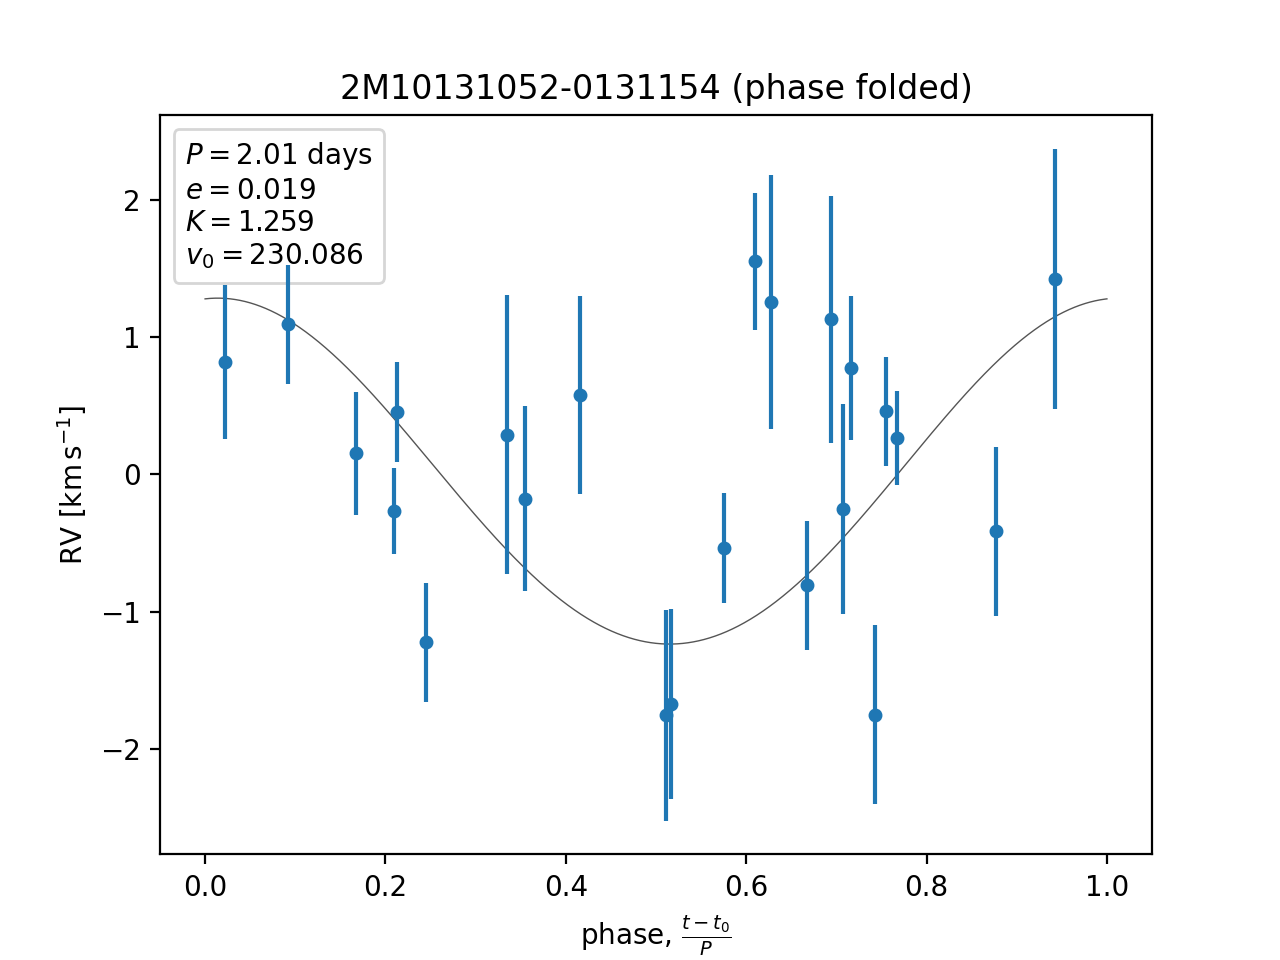 2M10131052-0131154 (phase folded)
P = 2.01 days
e = 0.019
K = 1.259
v₀ = 230.086
RV [km s⁻¹]
2
1
0
−1
−2
0.0 0.2 0.4 0.6 0.8 1.0
phase, (t − t₀)/P